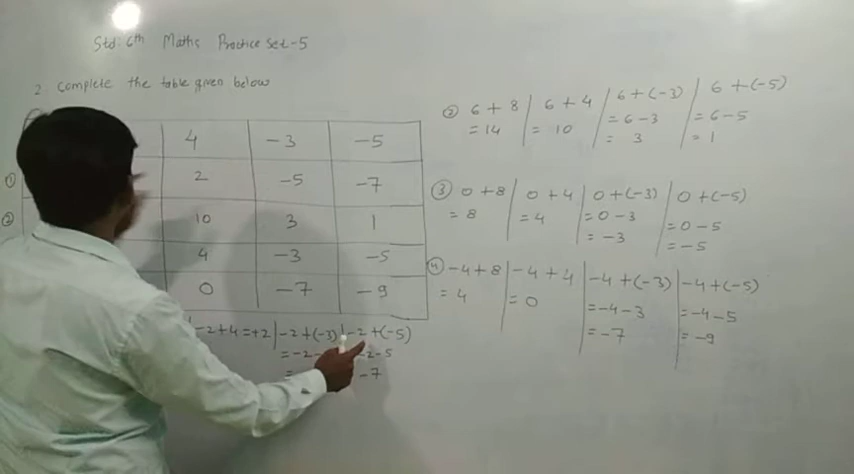 Std: 6th Maths Practice Set-5
2 Complete the table given below
4 -3 -5
① 2 -5 -7
② 10 3 1
4 -3 -5
0 -7 -9
-2+4=+2 | -2+(-3) | -2+(-5)
=-2- -2-5
= -7
② 6+8 | 6+4 | 6+(-3) | 6+(-5)
=14 | = 10 | =6-3 | =6-5
= 3 | = 1
③ 0+8 | 0+4 | 0+(-3) | 0+(-5)
= 8 | =4 | =0-3 | =0-5
=-3 | =-5
④ -4+8 | -4+4 | -4+(-3) | -4+(-5)
= 4 | =0 | =-4-3 | =-4-5
=-7 | =-9